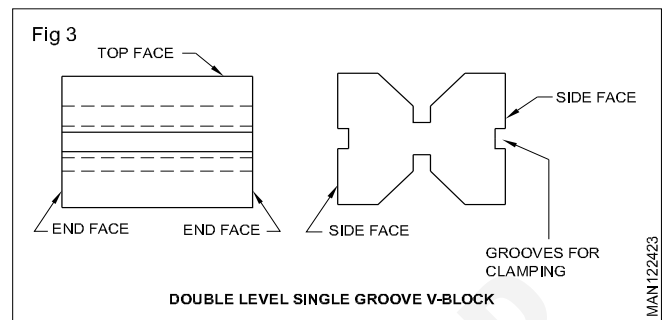 Fig 3
TOP FACE
SIDE FACE
END FACE
END FACE
SIDE FACE
GROOVES FOR
CLAMPING
DOUBLE LEVEL SINGLE GROOVE V-BLOCK
MAN122423